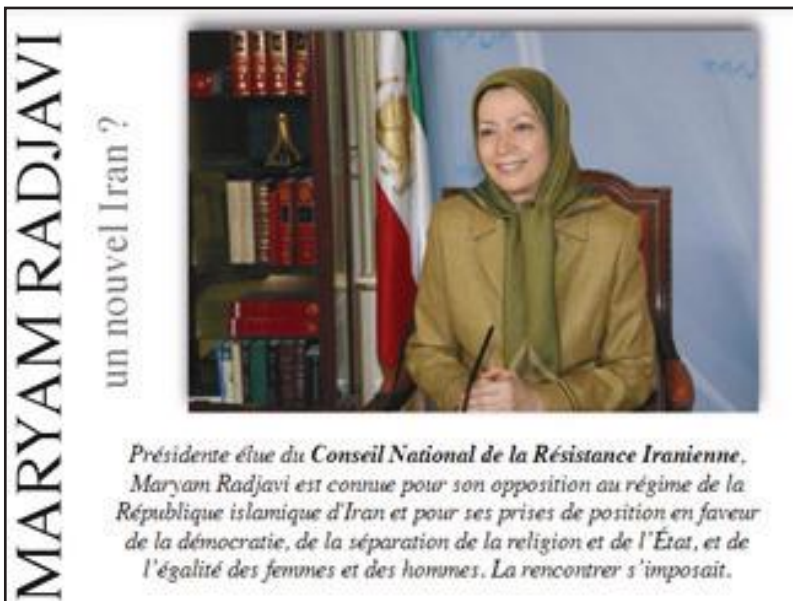 MARYAM RADJAVI
un nouvel Iran ?
Présidente élue du Conseil National de la Résistance Iranienne,
Maryam Radjavi est connue pour son opposition au régime de la
République islamique d'Iran et pour ses prises de position en faveur
de la démocratie, de la séparation de la religion et de l'État, et de
l'égalité des femmes et des hommes. La rencontrer s'imposait.